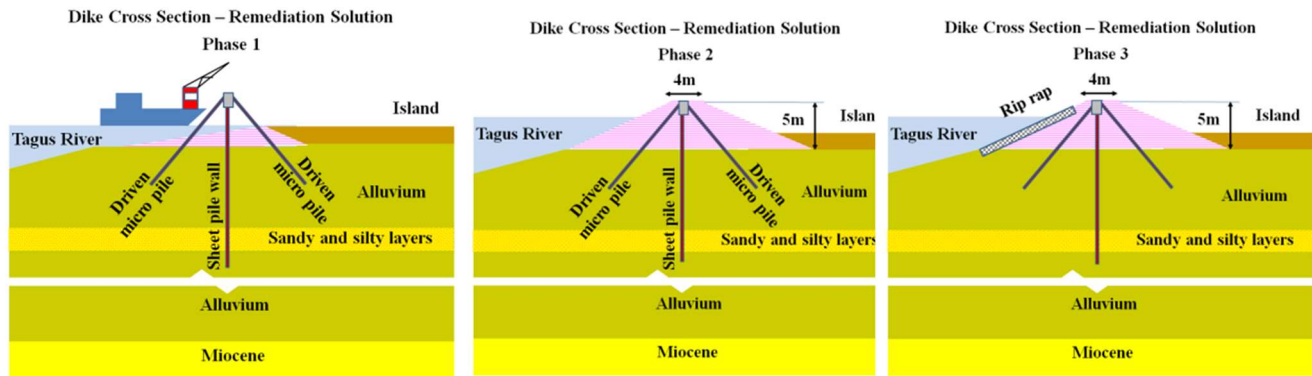 Dike Cross Section – Remediation Solution
Phase 1
Island
Tagus River
Driven
micro pile
Sheet pile wall
Driven
micro pile
Alluvium
Sandy and silty layers
Alluvium
Miocene
Dike Cross Section – Remediation Solution
Phase 2
4m
5m
Islan
Tagus River
Driven
micro pile
Sheet pile wall
Driven
micro pile
Alluvium
Sandy and silty layers
Alluvium
Miocene
Dike Cross Section – Remediation Solution
Phase 3
4m
Rip rap
5m
Island
Tagus River
Alluvium
Sandy and silty layers
Alluvium
Miocene